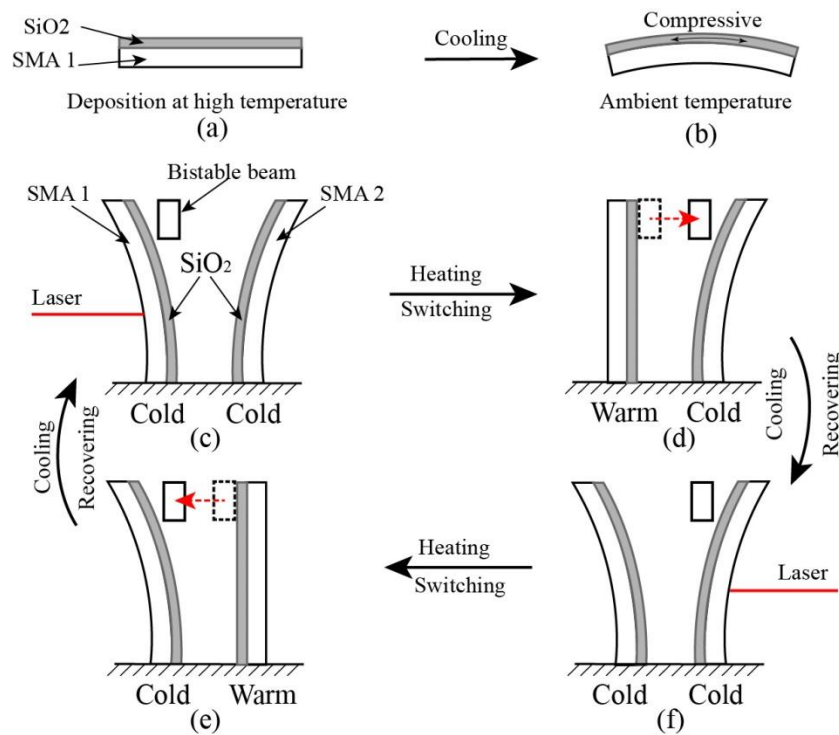 SiO2
SMA 1
Deposition at high temperature
(a)
Cooling
Compressive
Ambient temperature
(b)
SMA 1
Bistable beam
SMA 2
SiO2
Laser
Cold
Cold
(c)
Heating
Switching
Warm
Cold
(d)
Cooling
Recovering
Cooling
Recovering
Cold
Warm
(e)
Heating
Switching
Laser
Cold
Cold
(f)